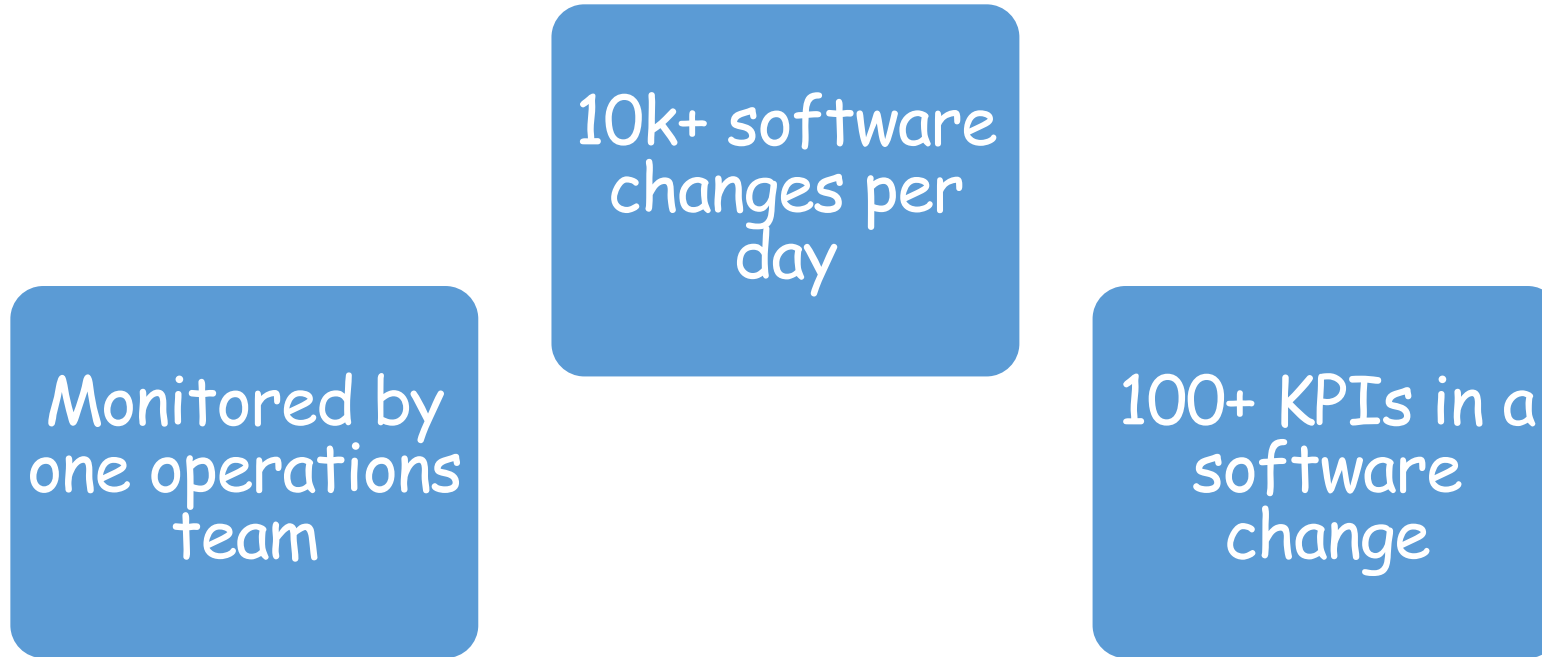 10k+ software
changes per
day
Monitored by
one operations
team
100+ KPIs in a
software
change